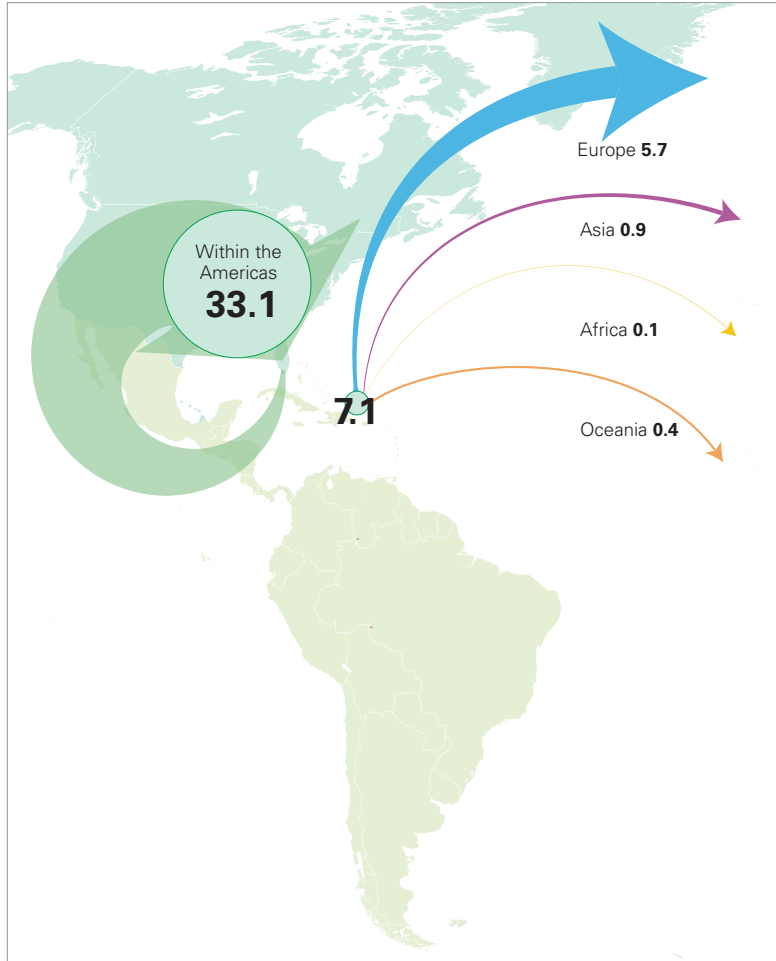 Europe 5.7
Asia 0.9
Within the
Americas
33.1
Africa 0.1
7.1
Oceania 0.4